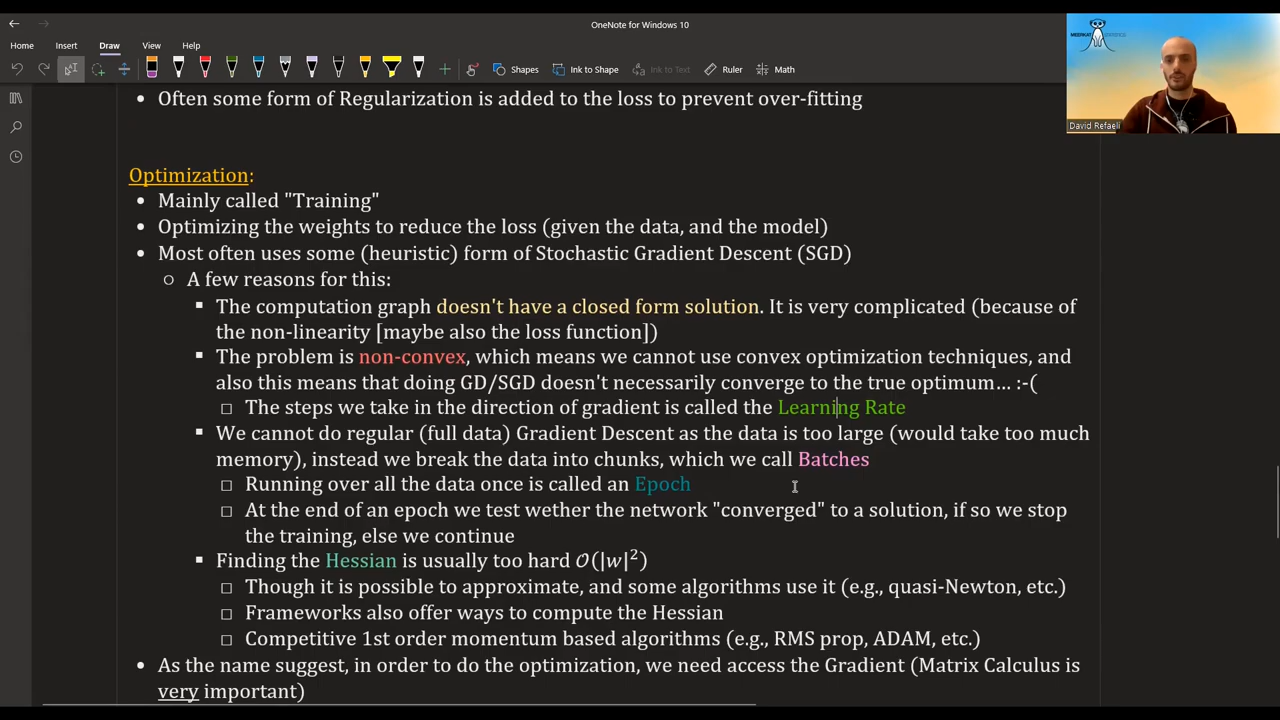 OneNote for Windows 10
Home Insert Draw View Help
Shapes Ink to Shape Ink to Text Ruler Math
MEERKAT
David Refaeli
• Often some form of Regularization is added to the loss to prevent over-fitting
Optimization:
• Mainly called "Training"
• Optimizing the weights to reduce the loss (given the data, and the model)
• Most often uses some (heuristic) form of Stochastic Gradient Descent (SGD)
○ A few reasons for this:
▪ The computation graph doesn't have a closed form solution. It is very complicated (because of
the non-linearity [maybe also the loss function])
▪ The problem is non-convex, which means we cannot use convex optimization techniques, and
also this means that doing GD/SGD doesn't necessarily converge to the true optimum... :-(
□ The steps we take in the direction of gradient is called the Learning Rate
▪ We cannot do regular (full data) Gradient Descent as the data is too large (would take too much
memory), instead we break the data into chunks, which we call Batches
□ Running over all the data once is called an Epoch
□ At the end of an epoch we test wether the network "converged" to a solution, if so we stop
the training, else we continue
▪ Finding the Hessian is usually too hard 𝒪(|w|²)
□ Though it is possible to approximate, and some algorithms use it (e.g., quasi-Newton, etc.)
□ Frameworks also offer ways to compute the Hessian
□ Competitive 1st order momentum based algorithms (e.g., RMS prop, ADAM, etc.)
• As the name suggest, in order to do the optimization, we need access the Gradient (Matrix Calculus is
very important)